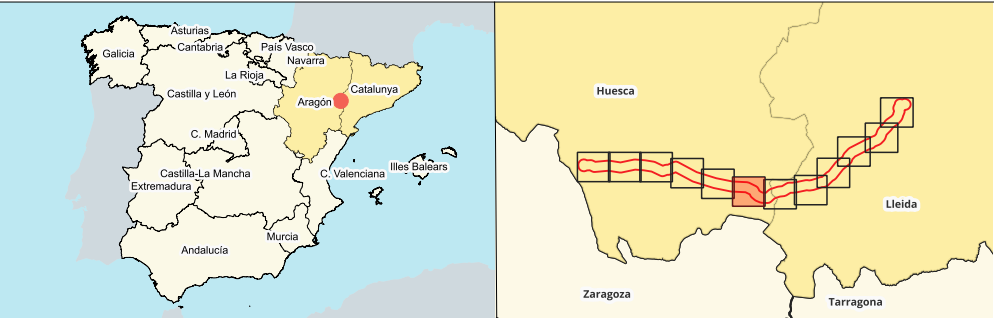 Asturias
Cantabria
País Vasco
Galicia
Navarra
La Rioja
Catalunya
Castilla y León
Aragón
C. Madrid
Illes Balears
Castilla-La Mancha
C. Valenciana
Extremadura
Murcia
Andalucía
Huesca
Lleida
Zaragoza
Tarragona